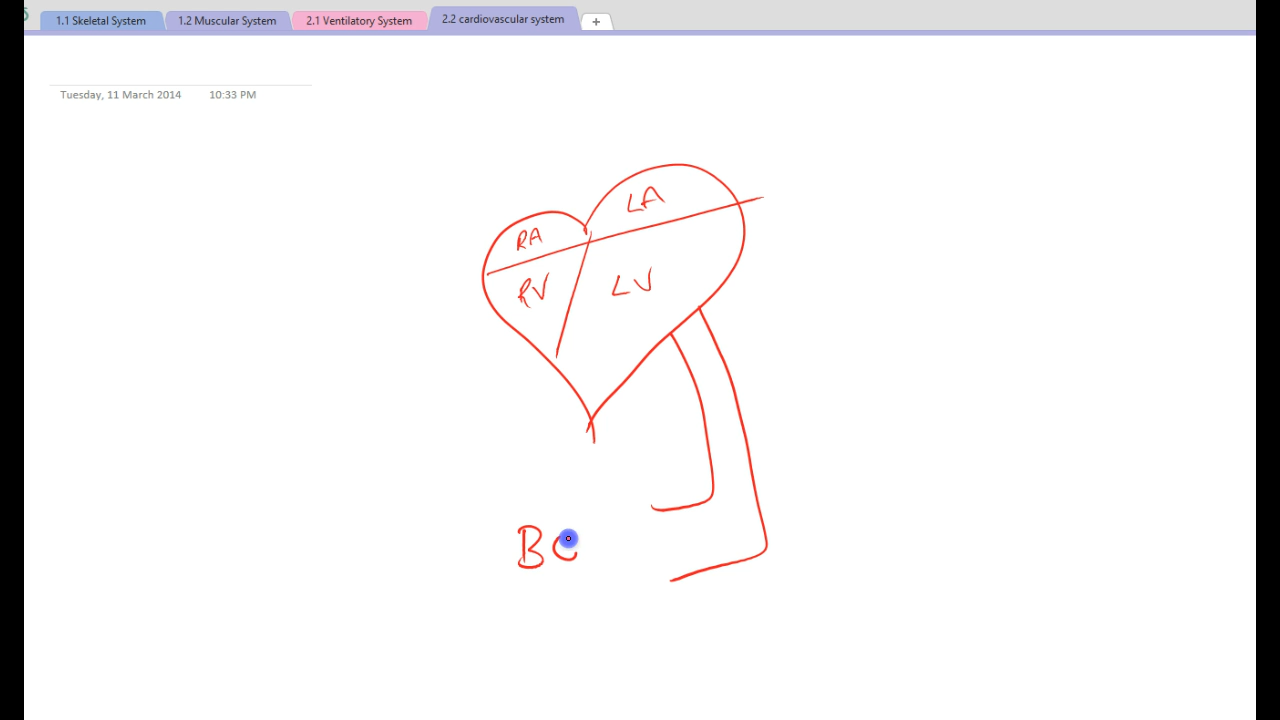 1.1 Skeletal System 1.2 Muscular System 2.1 Ventilatory System 2.2 cardiovascular system +
Tuesday, 11 March 2014 10:33 PM
LA
RA
RV LV